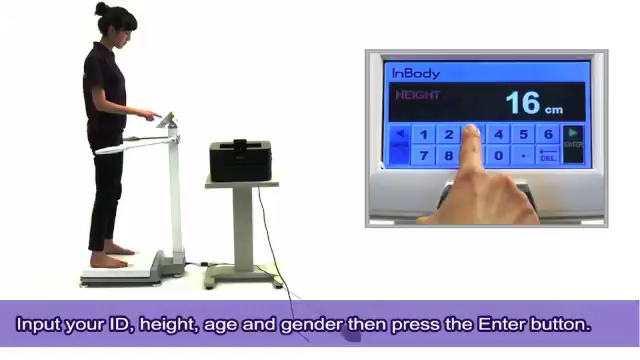 InBody
HEIGHT
16 cm
1 2 4 5 6
ENTER
7 8 0 . DEL.
Input your ID, height, age and gender then press the Enter button.